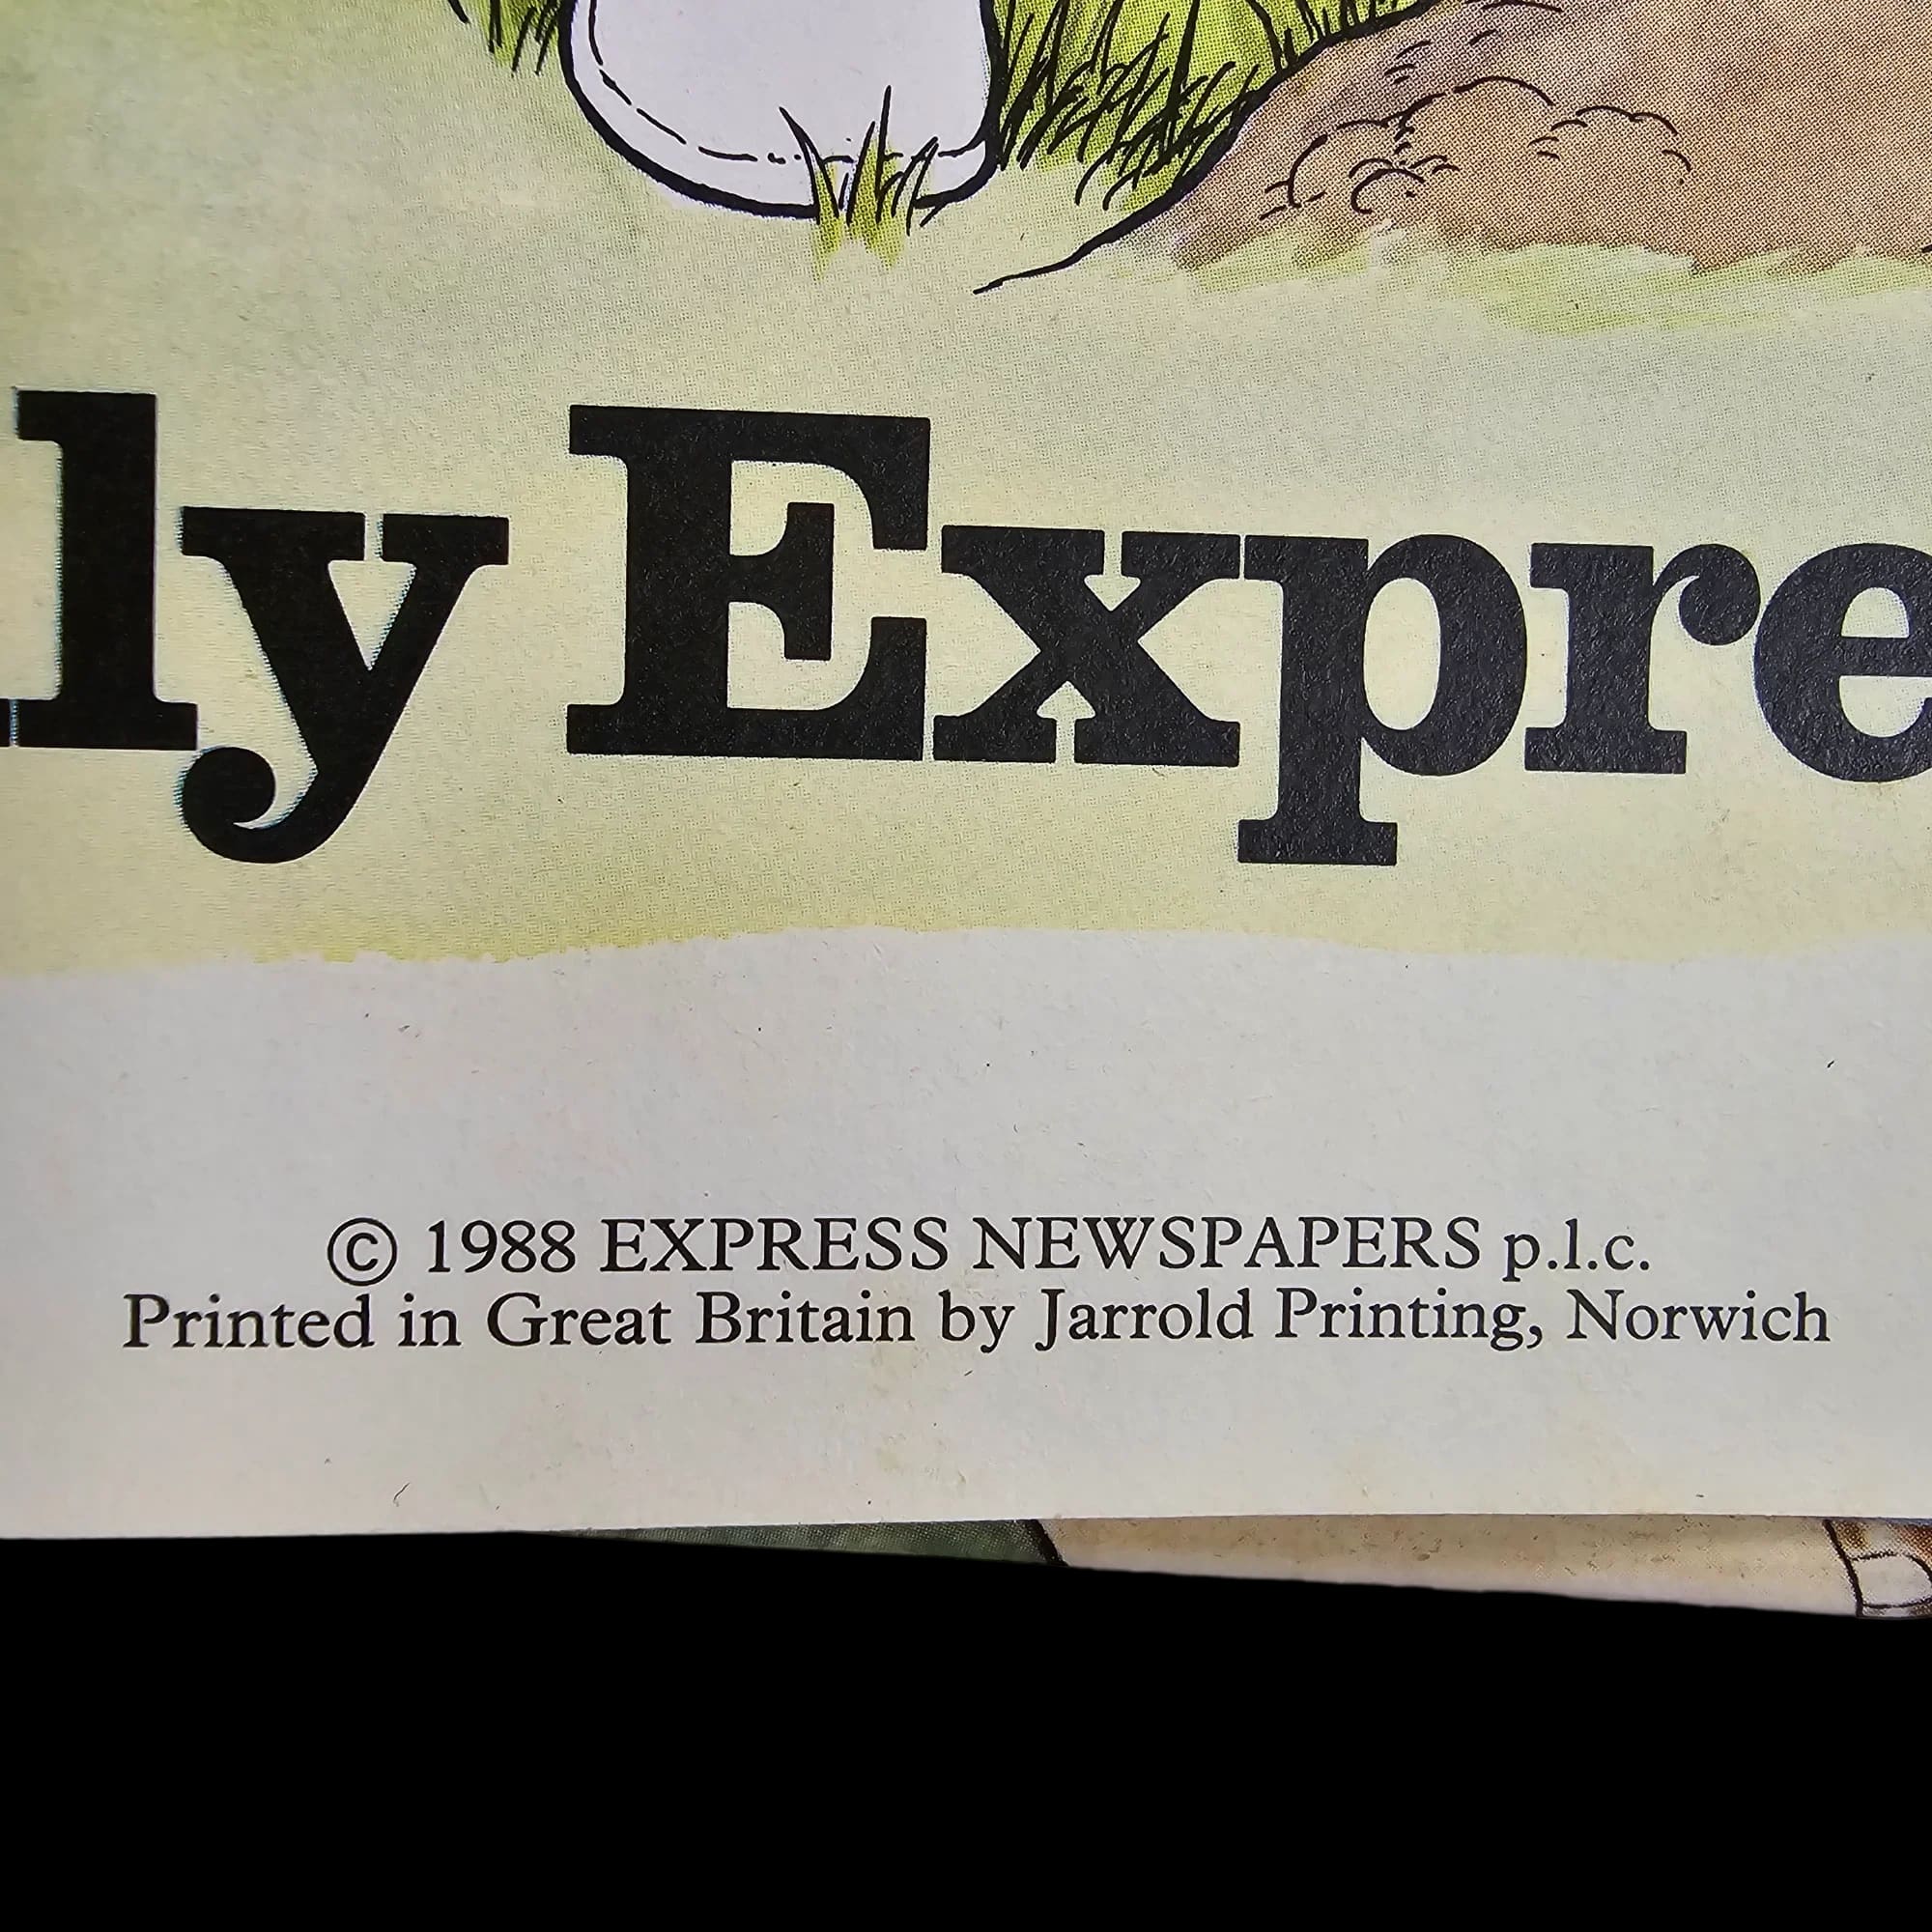 ly Expre
© 1988 EXPRESS NEWSPAPERS p.l.c.
Printed in Great Britain by Jarrold Printing, Norwich